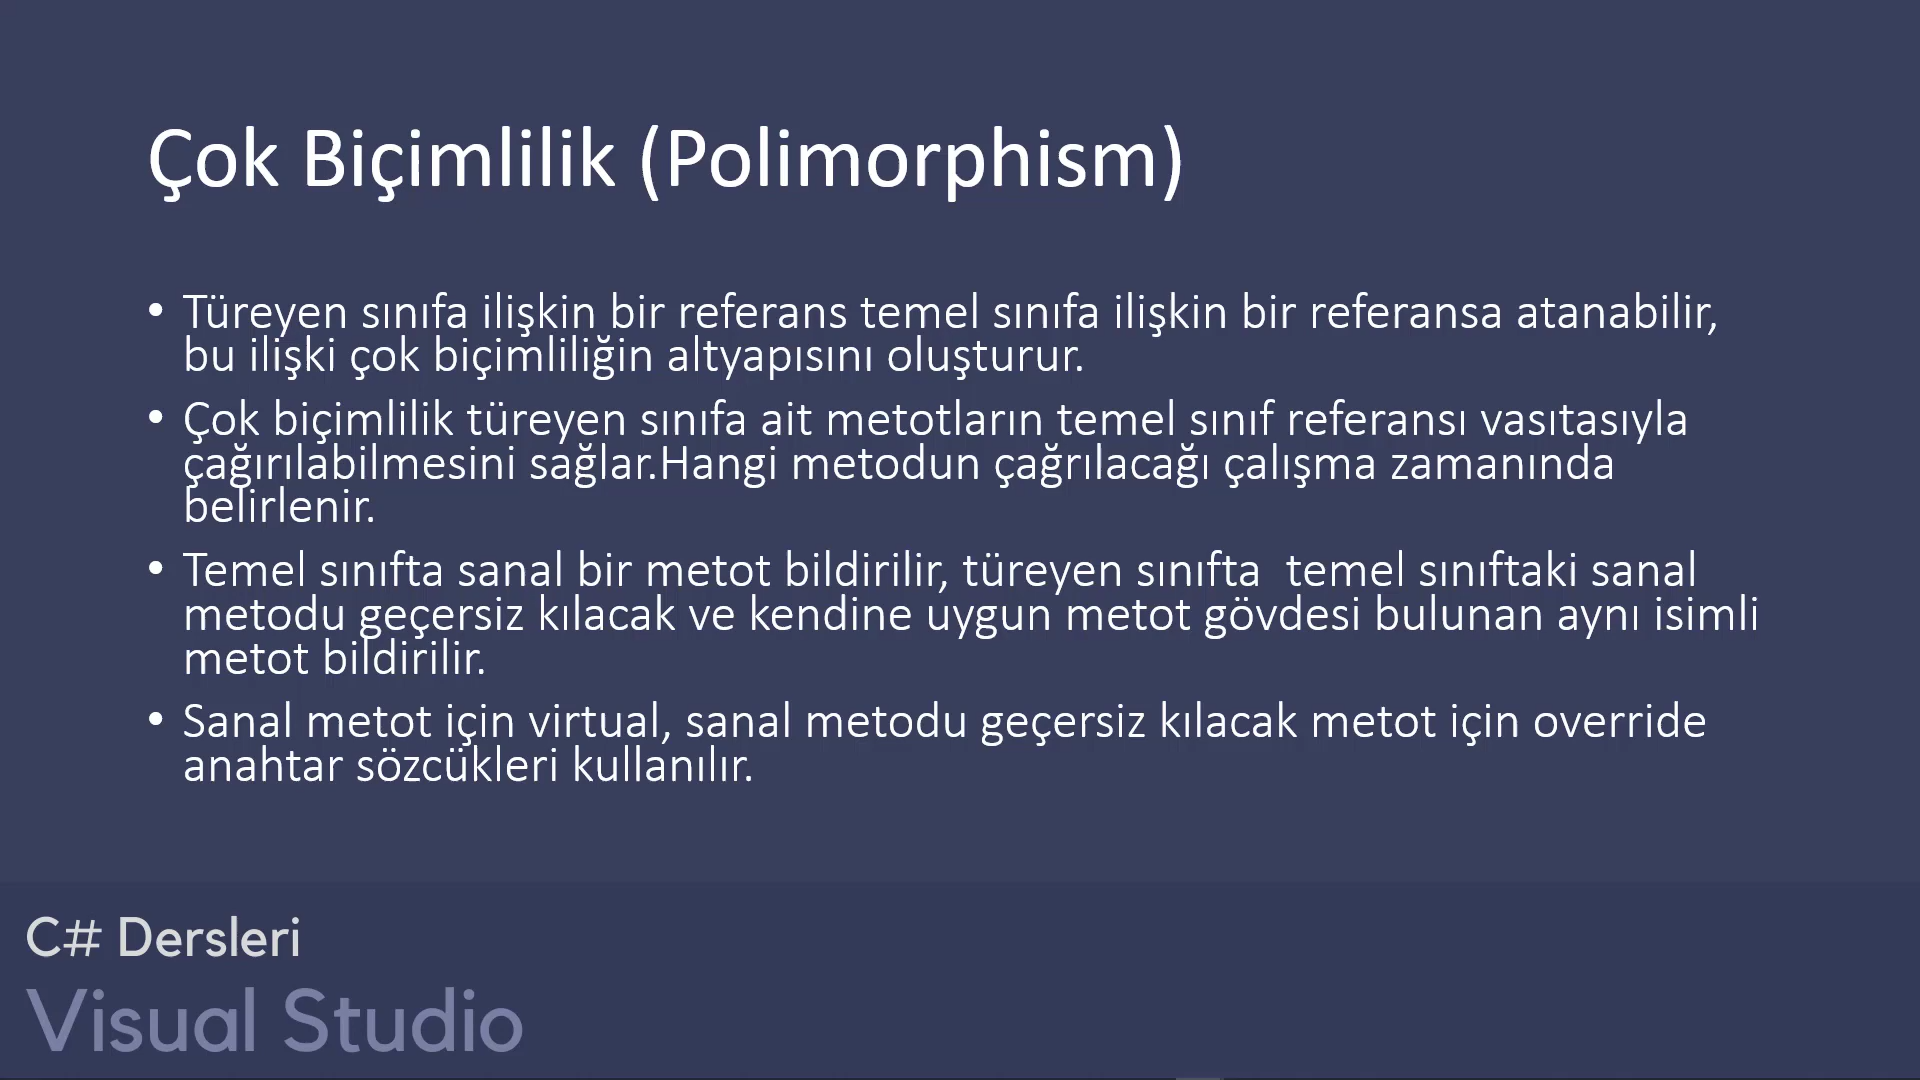 Çok Biçimlilik (Polimorphism)
• Türeyen sınıfa ilişkin bir referans temel sınıfa ilişkin bir referansa atanabilir,
bu ilişki çok biçimliliğin altyapısını oluşturur.
• Çok biçimlilik türeyen sınıfa ait metotların temel sınıf referansı vasıtasıyla
çağırılabilmesini sağlar.Hangi metodun çağrılacağı çalışma zamanında
belirlenir.
• Temel sınıfta sanal bir metot bildirilir, türeyen sınıfta  temel sınıftaki sanal
metodu geçersiz kılacak ve kendine uygun metot gövdesi bulunan aynı isimli
metot bildirilir.
• Sanal metot için virtual, sanal metodu geçersiz kılacak metot için override
anahtar sözcükleri kullanılır.
C# Dersleri
Visual Studio